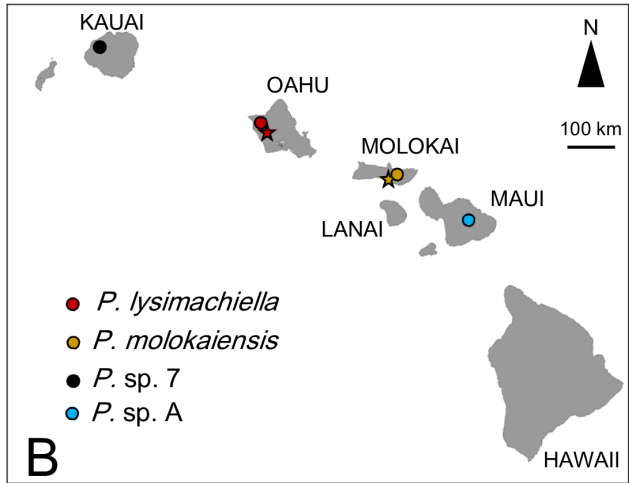 KAUAI
N
OAHU
100 km
MOLOKAI
MAUI
LANAI
P. lysimachiella
P. molokaiensis
P. sp. 7
P. sp. A
B
HAWAII